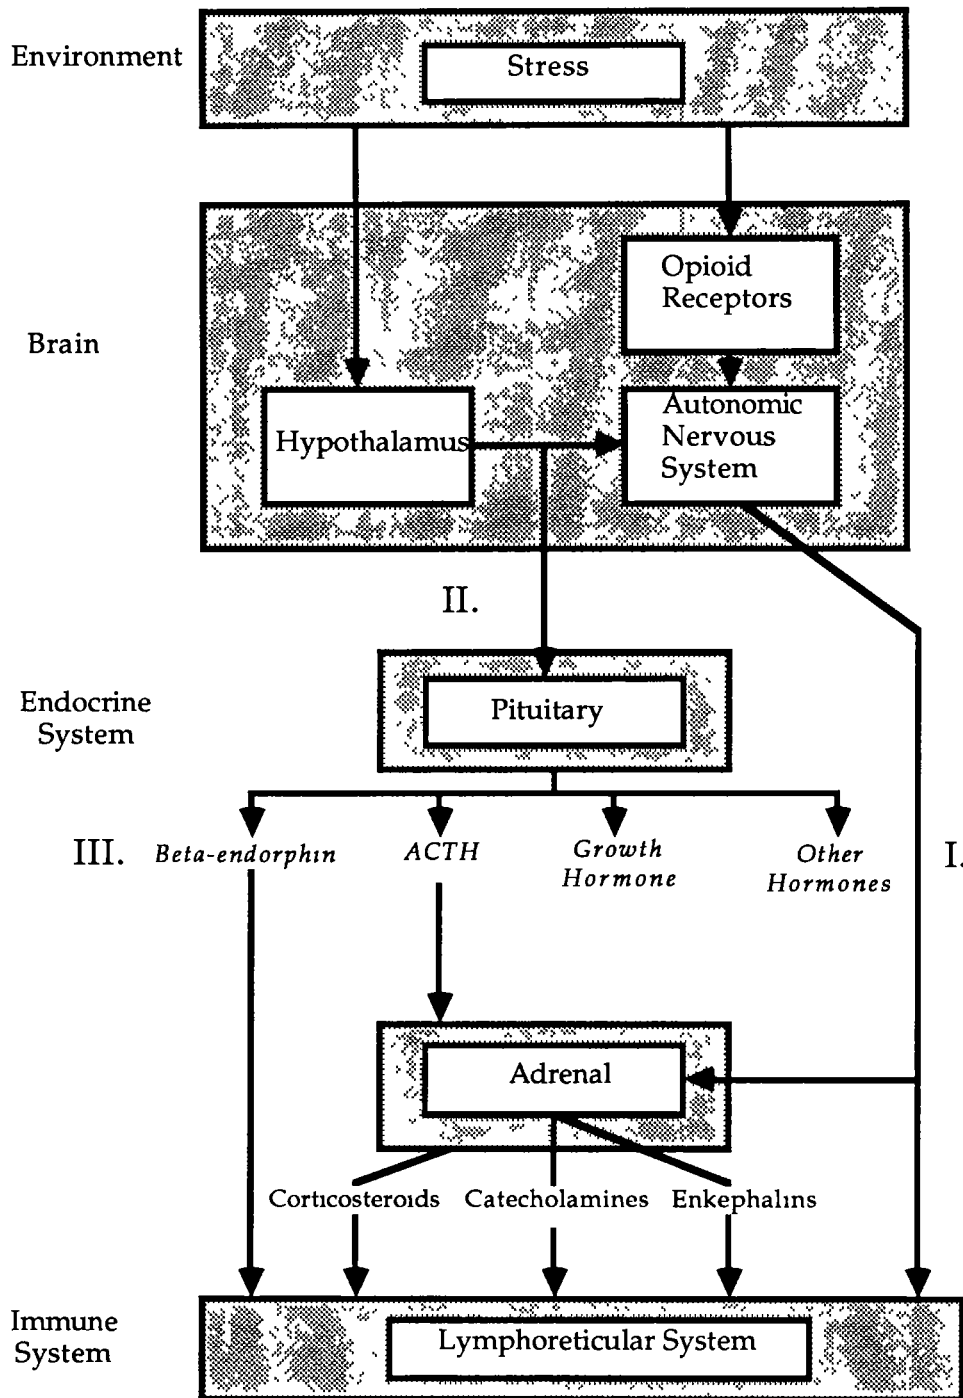 Environment
Stress
Opioid
Receptors
Brain
Hypothalamus
Autonomic
Nervous
System
II.
Endocrine
System
Pituitary
III.
Beta-endorphin
ACTH
Growth
Hormone
Other
Hormones
I.
Adrenal
Corticosteroids
Catecholamines
Enkephalins
Immune
System
Lymphoreticular System